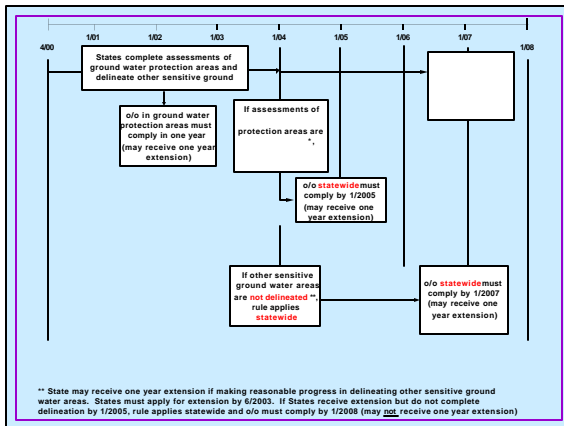 1/01 1/02 1/03 1/04 1/05 1/06 1/07
4/00 1/08
States complete assessments of
ground water protection areas and
delineate other sensitive ground
o/o in ground water
protection areas must
comply in one year
(may receive one year
extension)
If assessments of
protection areas are
*,
o/o statewide must
comply by 1/2005
(may receive one
year extension)
If other sensitive
ground water areas
are not delineated **,
rule applies
statewide
o/o statewide must
comply by 1/2007
(may receive one
year extension)
** State may receive one year extension if making reasonable progress in delineating other sensitive ground
water areas. States must apply for extension by 6/2003. If States receive extension but do not complete
delineation by 1/2005, rule applies statewide and o/o must comply by 1/2008 (may not receive one year extension)